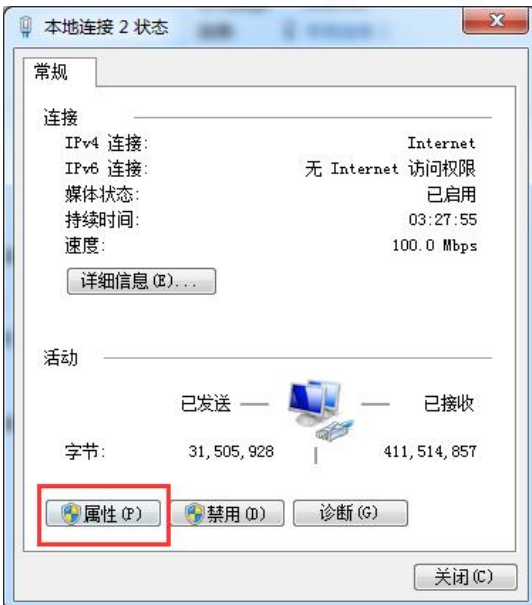 本地连接 2 状态
常规
连接
IPv4 连接: Internet
IPv6 连接: 无 Internet 访问权限
媒体状态: 已启用
持续时间: 03:27:55
速度: 100.0 Mbps
详细信息(E)...
活动
已发送 已接收
字节: 31,505,928 411,514,857
属性(P) 禁用(D) 诊断(G)
关闭(C)